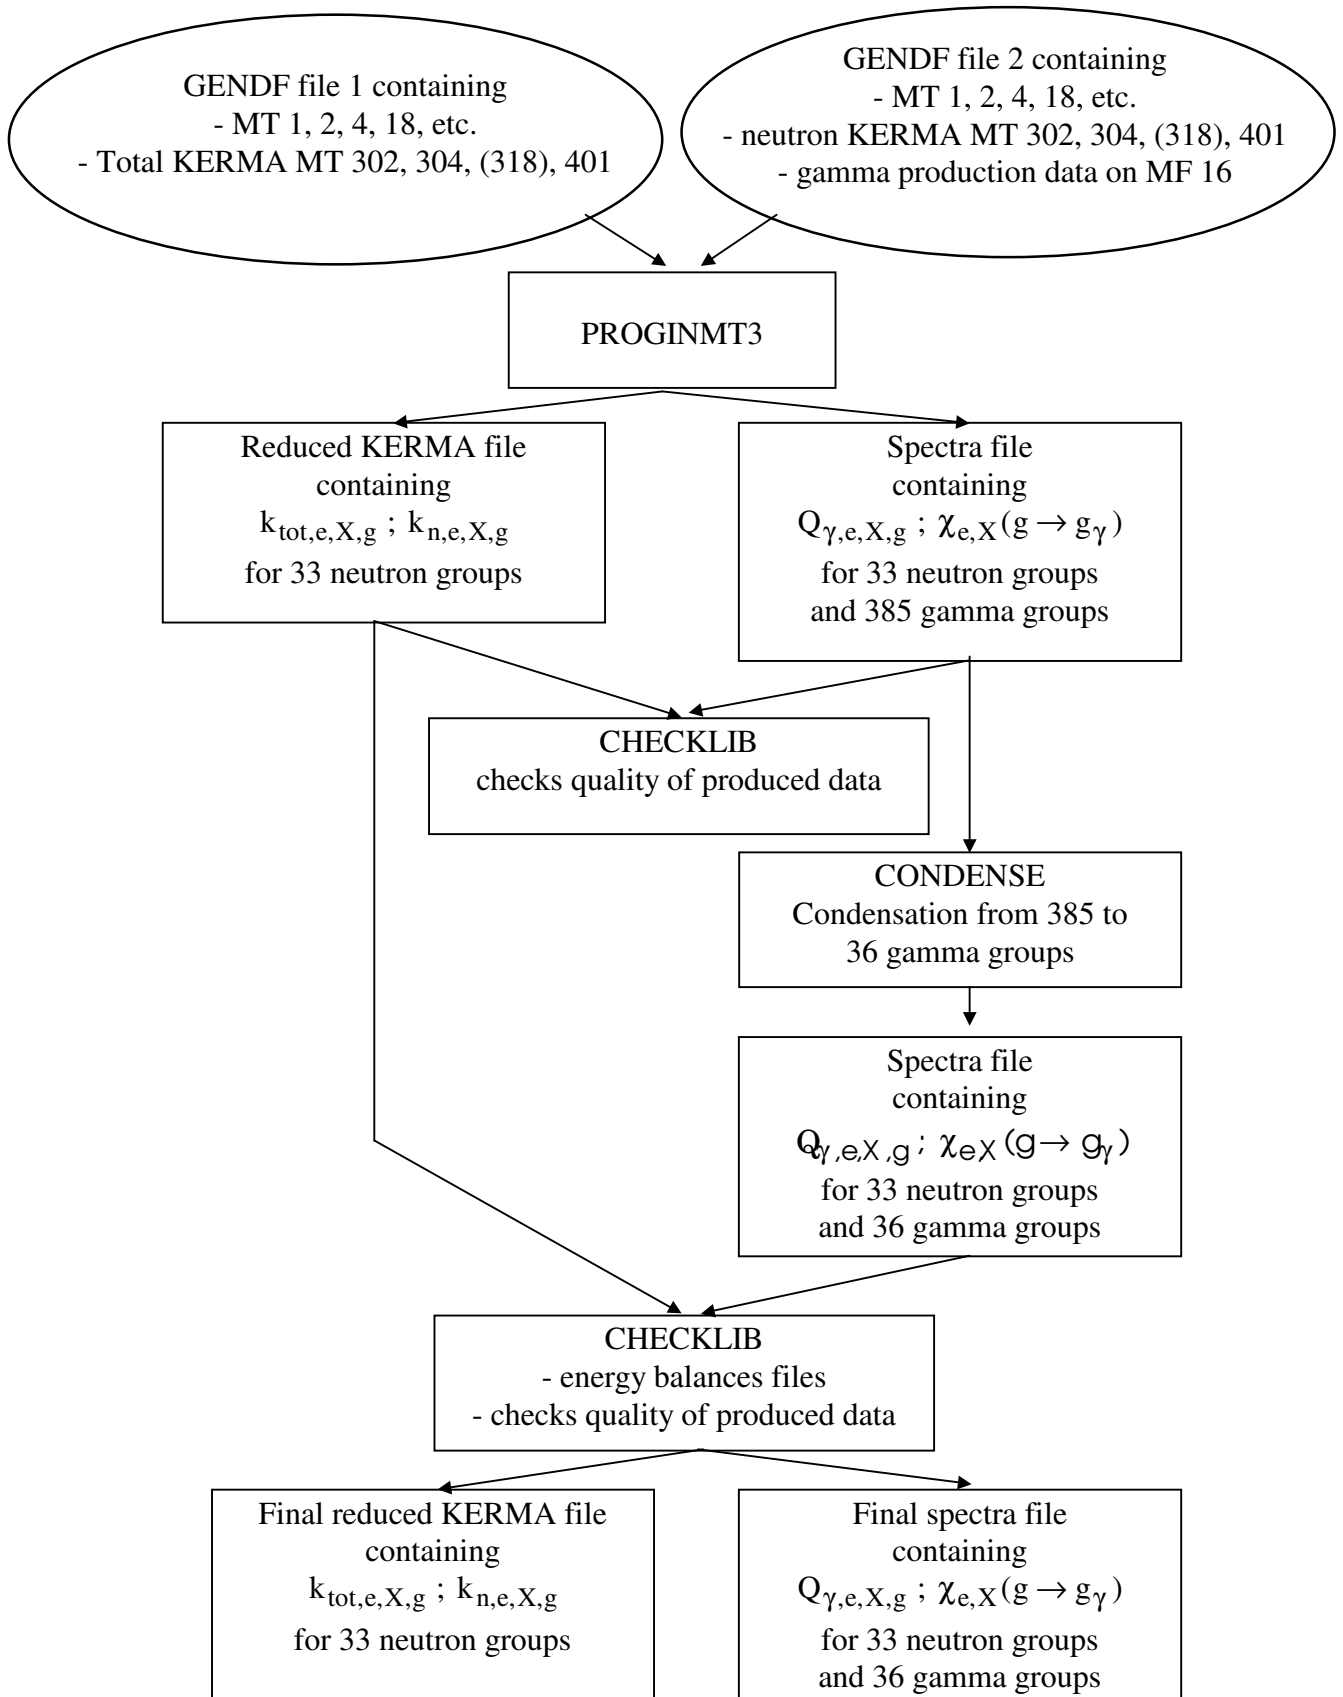 GENDF file 1 containing
- MT 1, 2, 4, 18, etc.
- Total KERMA MT 302, 304, (318), 401
GENDF file 2 containing
- MT 1, 2, 4, 18, etc.
- neutron KERMA MT 302, 304, (318), 401
- gamma production data on MF 16
PROGINMT3
Reduced KERMA file
containing
k_tot,e,X,g ; k_n,e,X,g
for 33 neutron groups
Spectra file
containing
Q_γ,e,X,g ; χ_e,X(g → g_γ)
for 33 neutron groups
and 385 gamma groups
CHECKLIB
checks quality of produced data
CONDENSE
Condensation from 385 to
36 gamma groups
Spectra file
containing
Q_γ,e,X,g ; χ_e,X(g → g_γ)
for 33 neutron groups
and 36 gamma groups
CHECKLIB
- energy balances files
- checks quality of produced data
Final reduced KERMA file
containing
k_tot,e,X,g ; k_n,e,X,g
for 33 neutron groups
Final spectra file
containing
Q_γ,e,X,g ; χ_e,X(g → g_γ)
for 33 neutron groups
and 36 gamma groups